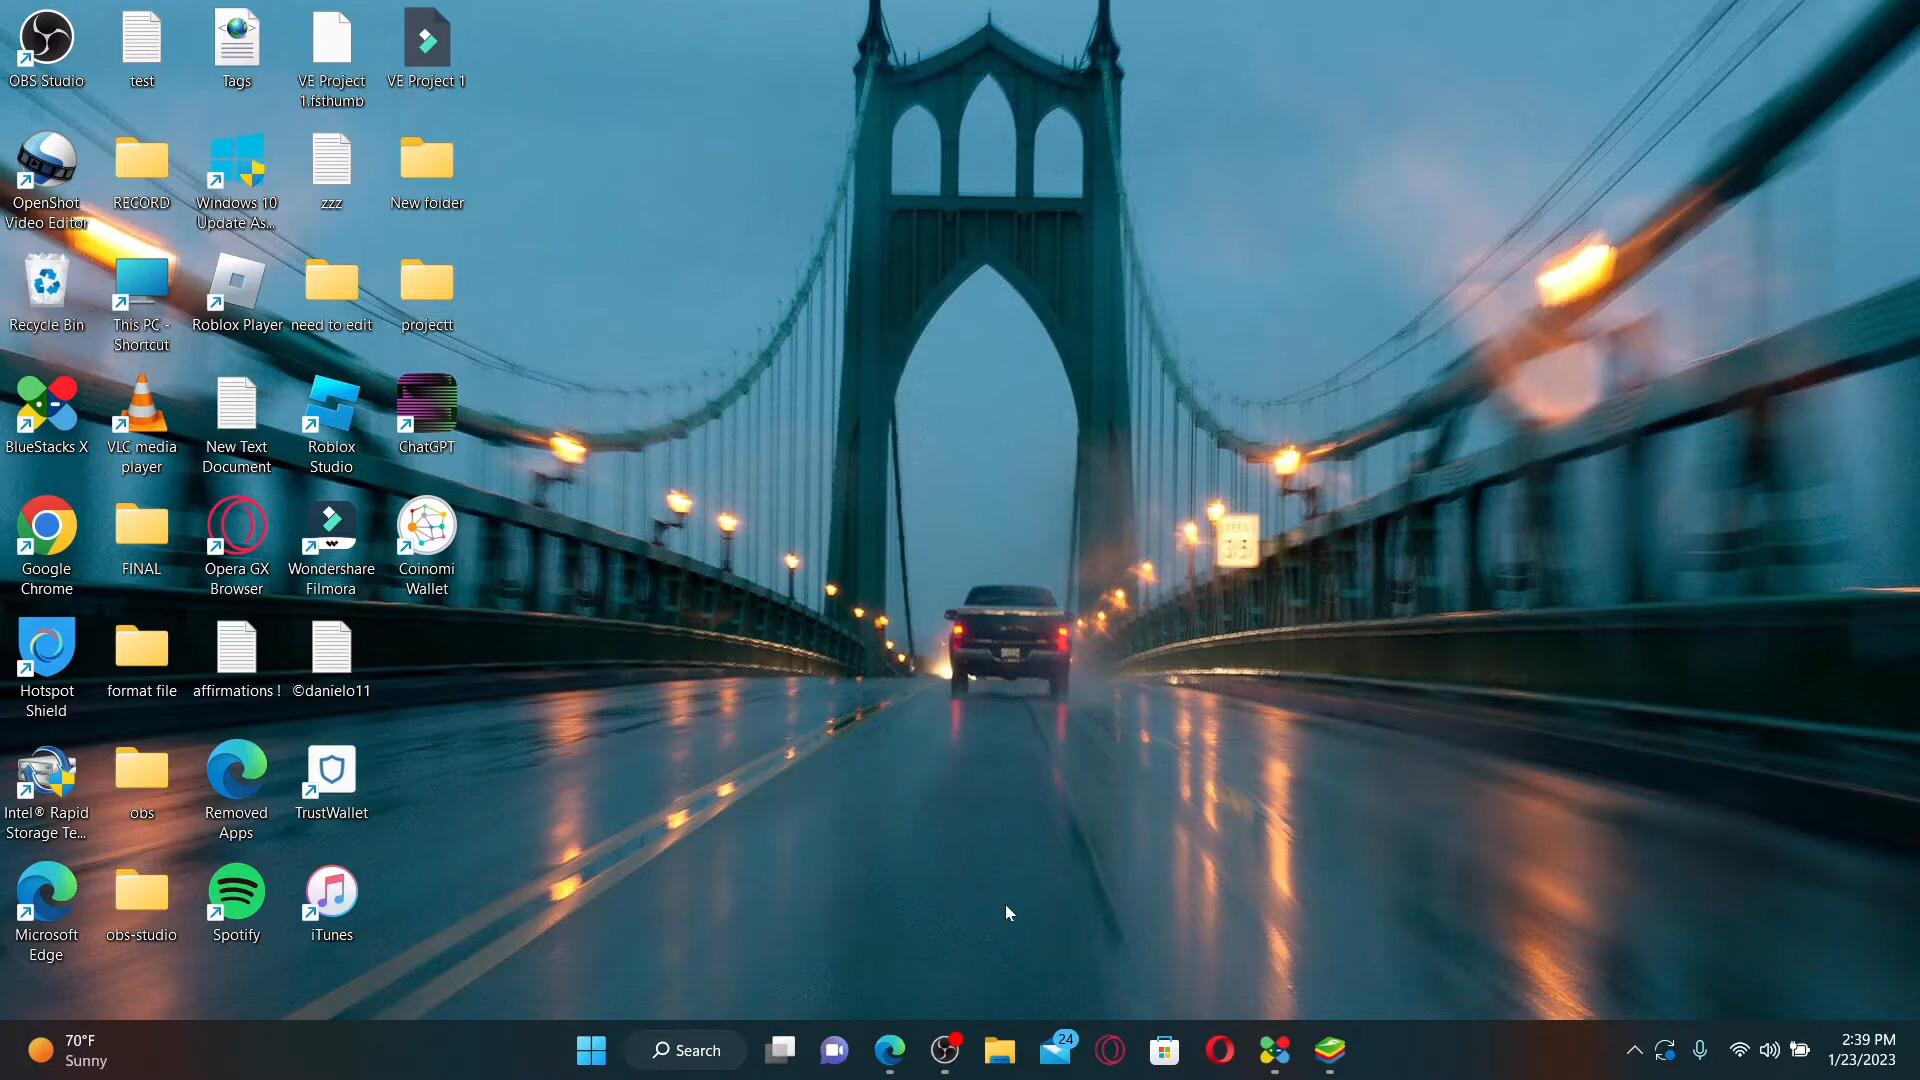 OBS Studio
test
Tags
VE Project
1.fsthumb
VE Project 1
OpenShot
Video Editor
RECORD
Windows 10
Update As...
zzz
New folder
Recycle Bin
This PC -
Shortcut
Roblox Player
need to edit
projectt
BlueStacks X
VLC media
player
New Text
Document
Roblox
Studio
ChatGPT
Google
Chrome
FINAL
Opera GX
Browser
Wondershare
Filmora
Coinomi
Wallet
Hotspot
Shield
format file
affirmations !
©danielo11
Intel® Rapid
Storage Te...
obs
Removed
Apps
TrustWallet
Microsoft
Edge
obs-studio
Spotify
iTunes
70°F
Sunny
Search
24
2:39 PM
1/23/2023